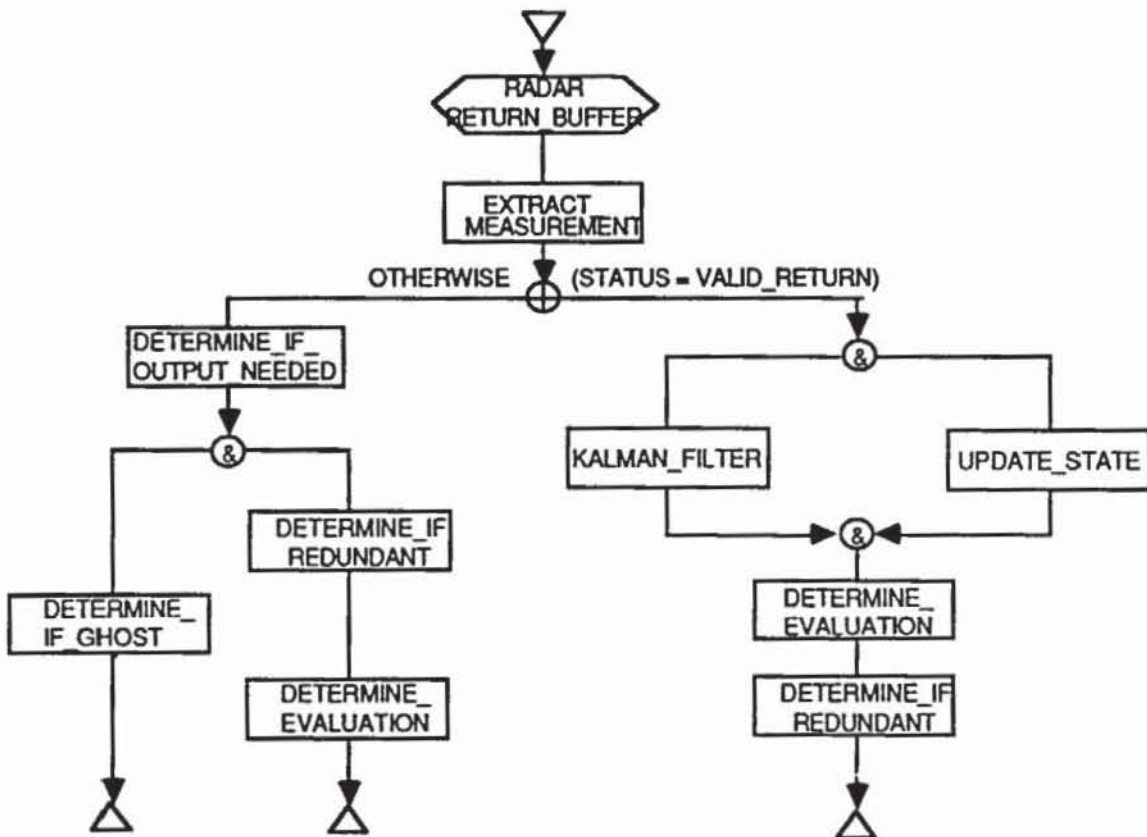 RADAR
RETURN_BUFFER
EXTRACT_
MEASUREMENT
OTHERWISE
(STATUS = VALID_RETURN)
DETERMINE_IF_
OUTPUT_NEEDED
&
&
KALMAN_FILTER
UPDATE_STATE
DETERMINE_IF
REDUNDANT
&
DETERMINE_
IF_GHOST
DETERMINE_
EVALUATION
DETERMINE_
EVALUATION
DETERMINE_IF
REDUNDANT